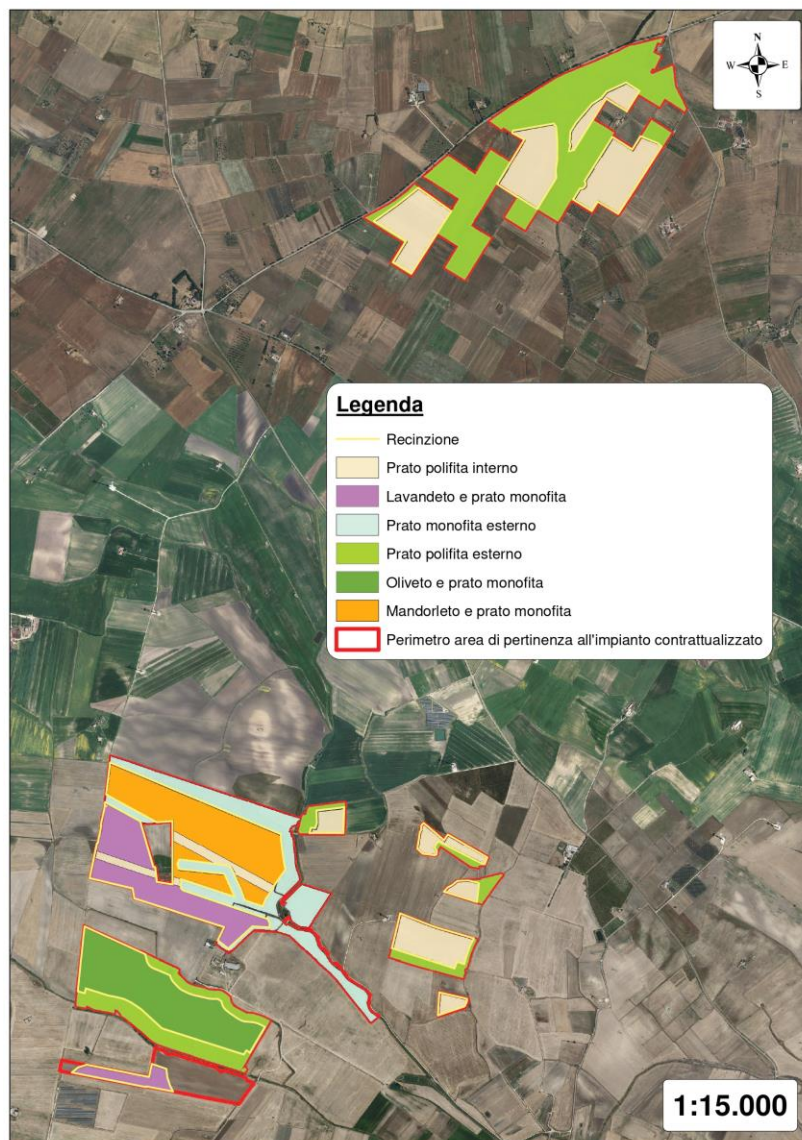 N
W E
S
Legenda
Recinzione
Prato polifita interno
Lavandeto e prato monofita
Prato monofita esterno
Prato polifita esterno
Oliveto e prato monofita
Mandorleto e prato monofita
Perimetro area di pertinenza all'impianto contrattualizzato
1:15.000